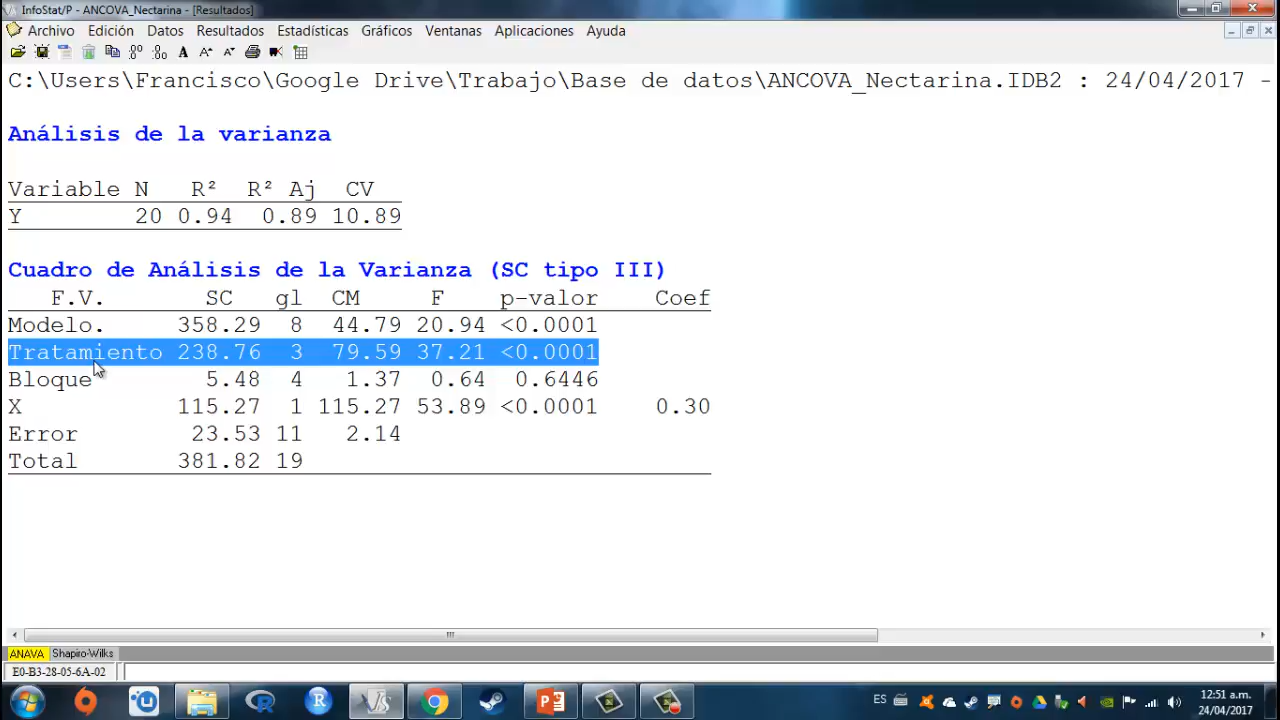 InfoStat/P - ANCOVA_Nectarina - [Resultados]
Archivo Edición Datos Resultados Estadísticas Gráficos Ventanas Aplicaciones Ayuda
C:\Users\Francisco\Google Drive\Trabajo\Base de datos\ANCOVA_Nectarina.IDB2 : 24/04/2017 -
Análisis de la varianza
Variable N R² R² Aj CV
Y 20 0.94 0.89 10.89
Cuadro de Análisis de la Varianza (SC tipo III)
F.V. SC gl CM F p-valor Coef
Modelo. 358.29 8 44.79 20.94 <0.0001
Tratamiento 238.76 3 79.59 37.21 <0.0001
Bloque 5.48 4 1.37 0.64 0.6446
X 115.27 1 115.27 53.89 <0.0001 0.30
Error 23.53 11 2.14
Total 381.82 19
ANAVA Shapiro-Wilks
E0-B3-28-05-6A-02
ES 12:51 a.m.
24/04/2017